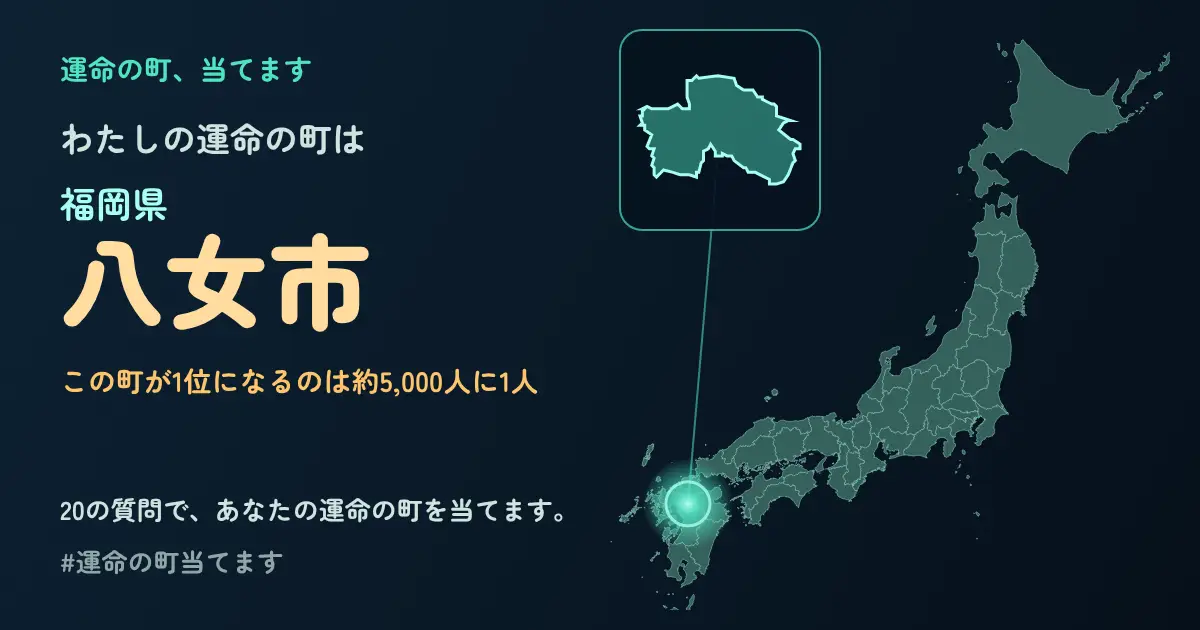 運命の町、当てます
わたしの運命の町は
福岡県
八女市
この町が1位になるのは約5,000人に1人
20の質問で、あなたの運命の町を当てます。
#運命の町当てます